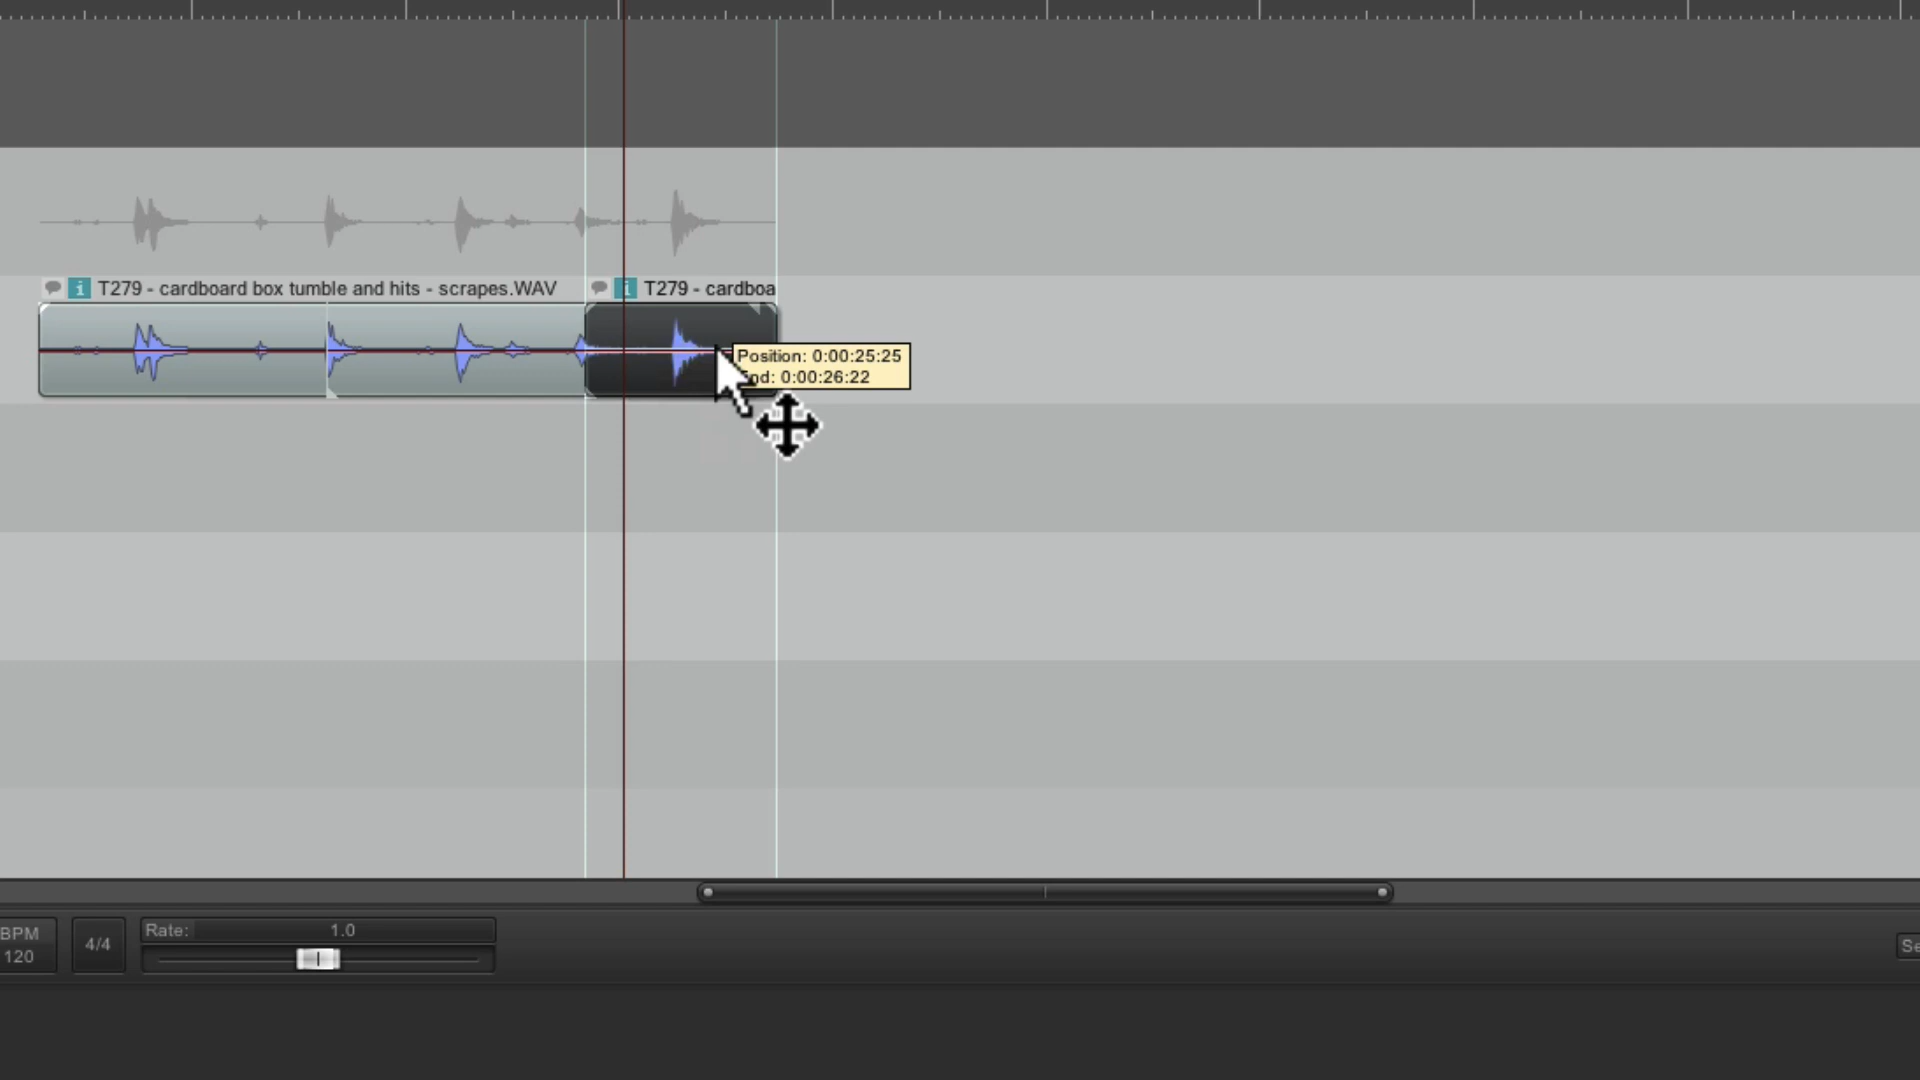 T279 - cardboard box tumble and hits - scrapes.WAV
T279 - cardboa
Position: 0:00:25:25
nd: 0:00:26:22
BPM
120
4/4
Rate: 1.0
Se